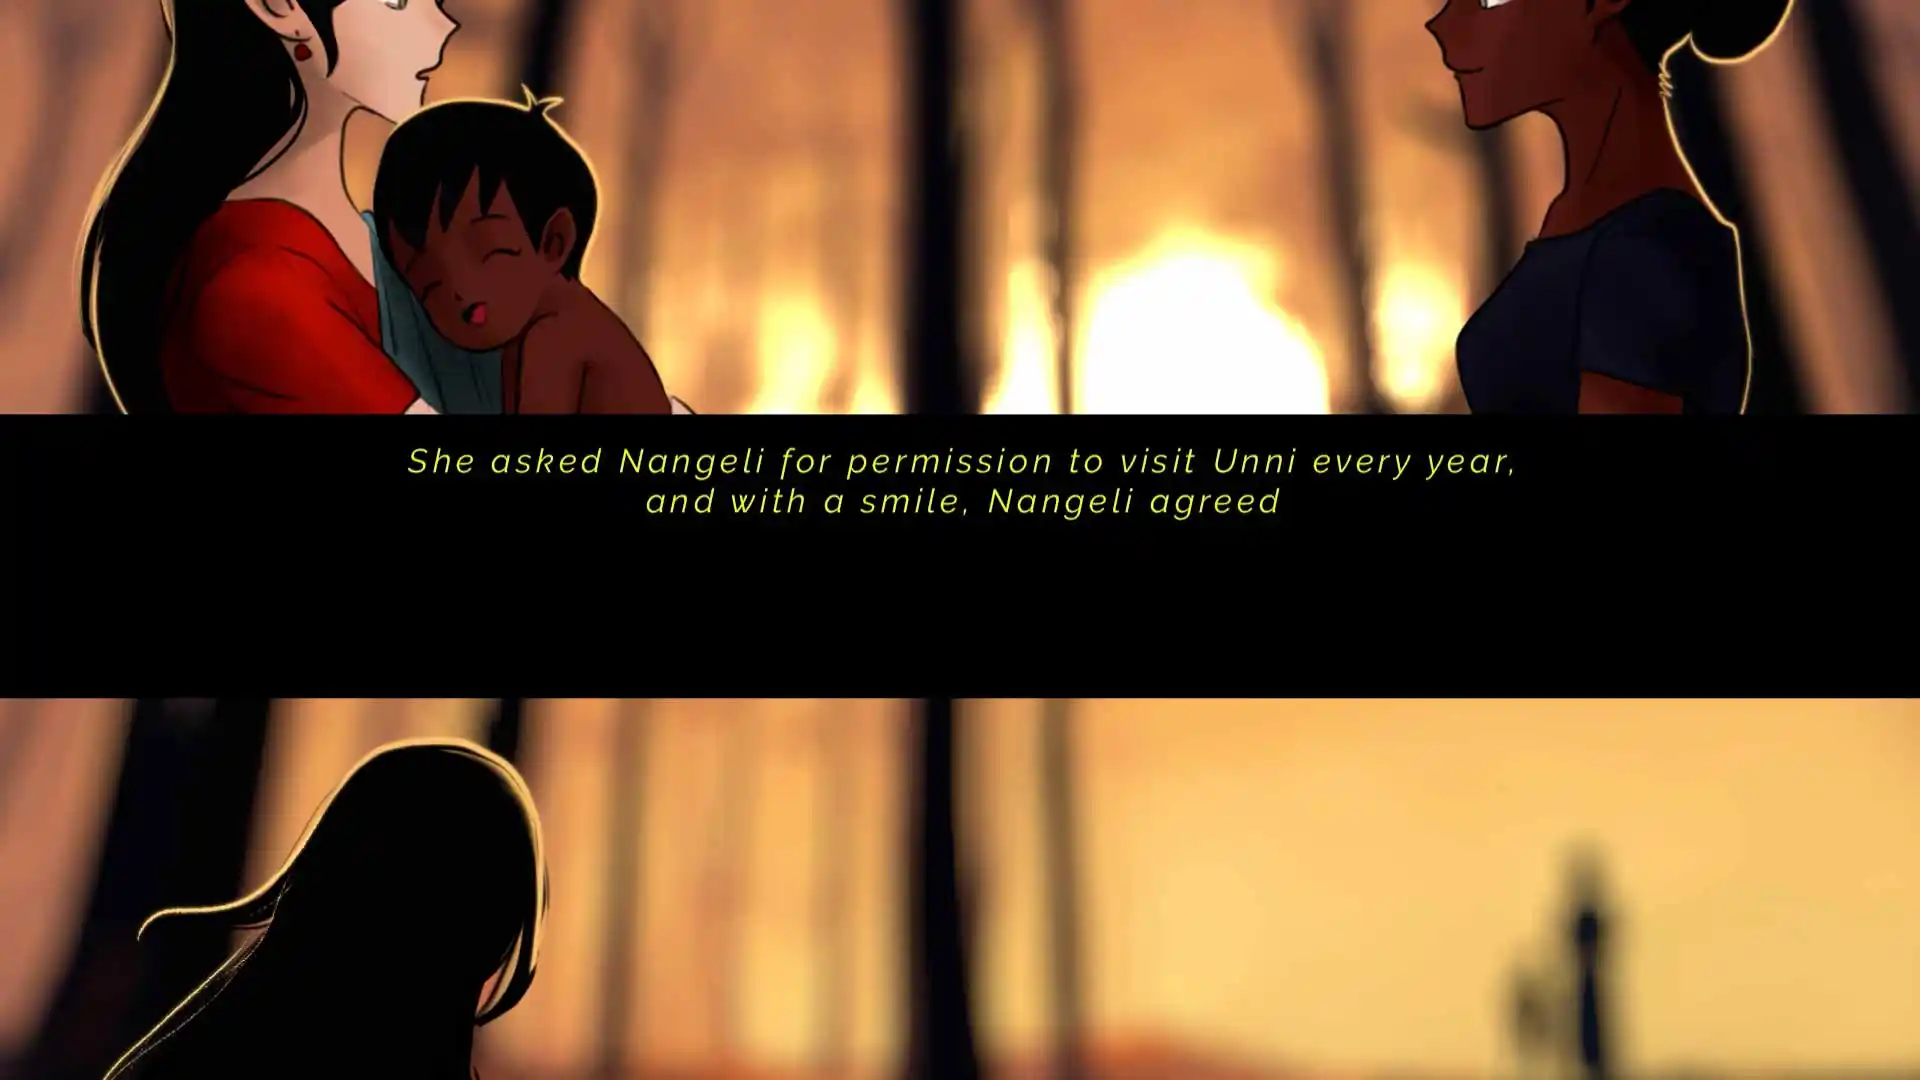 She asked Nangeli for permission to visit Unni every year,
and with a smile, Nangeli agreed